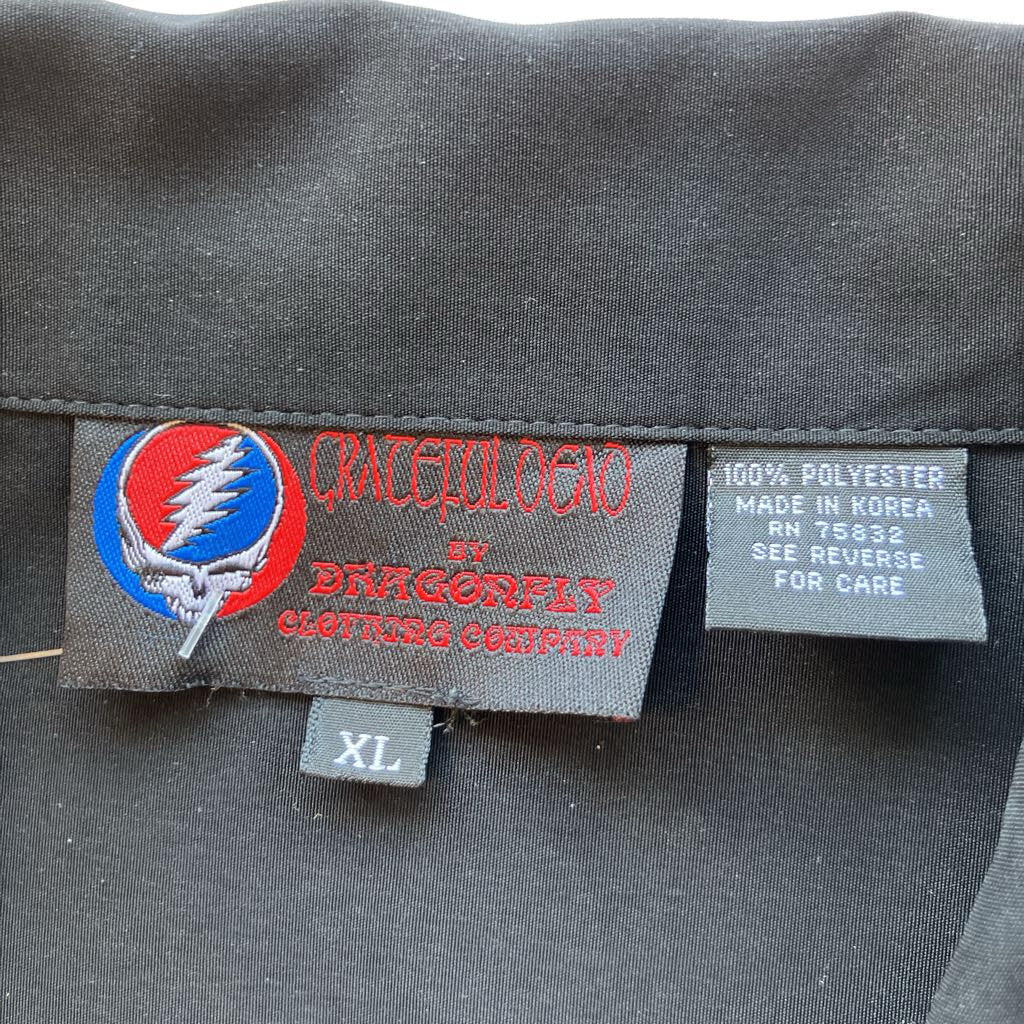 GRATEFUL DEAD
BY
DRAGONFLY
CLOTHING COMPANY
XL
100% POLYESTER
MADE IN KOREA
RN 75832
SEE REVERSE
FOR CARE